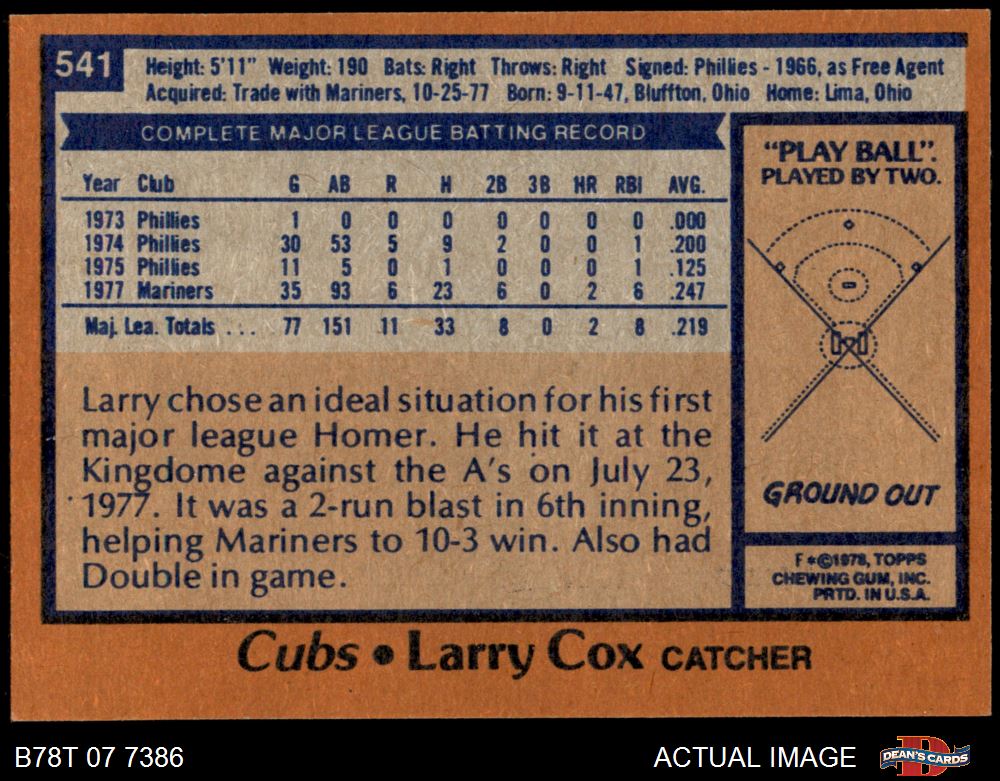 541
Height: 5'11" Weight: 190 Bats: Right Throws: Right Signed: Phillies - 1966, as Free Agent
Acquired: Trade with Mariners, 10-25-77 Born: 9-11-47, Bluffton, Ohio Home: Lima, Ohio
COMPLETE MAJOR LEAGUE BATTING RECORD
Year Club G AB R H 2B 3B HR RBI AVG.
1973 Phillies 1 0 0 0 0 0 0 0 .000
1974 Phillies 30 53 5 9 2 0 0 1 .200
1975 Phillies 11 5 0 1 0 0 0 1 .125
1977 Mariners 35 93 6 23 6 0 2 6 .247
Maj. Lea. Totals ... 77 151 11 33 8 0 2 8 .219
Larry chose an ideal situation for his first
major league Homer. He hit it at the
Kingdome against the A's on July 23,
1977. It was a 2-run blast in 6th inning,
helping Mariners to 10-3 win. Also had
Double in game.
"PLAY BALL".
PLAYED BY TWO.
GROUND OUT
F*©1978, TOPPS
CHEWING GUM, INC.
PRTD. IN U.S.A.
Cubs • Larry Cox CATCHER
B78T 07 7386
ACTUAL IMAGE
DEAN'S CARDS